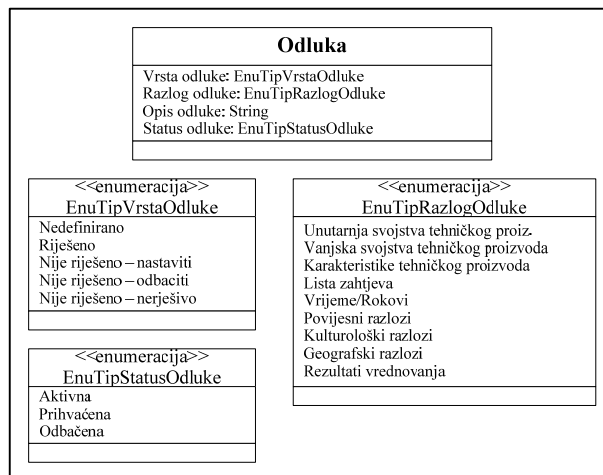 Odluka
Vrsta odluke: EnuTipVrstaOdluke
Razlog odluke: EnuTipRazlogOdluke
Opis odluke: String
Status odluke: EnuTipStatusOdluke
<<enumeracija>>
EnuTipVrstaOdluke
Nedefinirano
Riješeno
Nije riješeno – nastaviti
Nije riješeno – odbaciti
Nije riješeno – nerješivo
<<enumeracija>>
EnuTipRazlogOdluke
Unutarnja svojstva tehničkog proiz.
Vanjska svojstva tehničkog proizvoda
Karakteristike tehničkog proizvoda
Lista zahtjeva
Vrijeme/Rokovi
Povijesni razlozi
Kulturološki razlozi
Geografski razlozi
Rezultati vrednovanja
<<enumeracija>>
EnuTipStatusOdluke
Aktivna
Prihvaćena
Odbačena